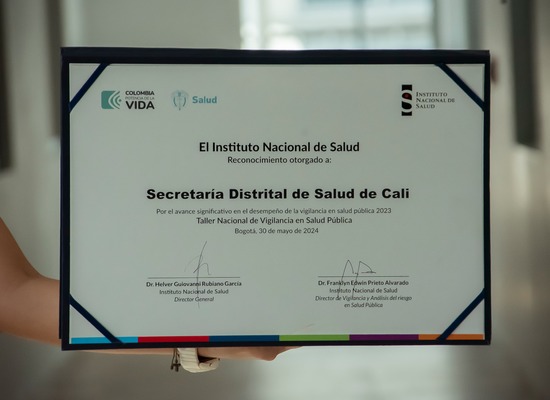 COLOMBIA
POTENCIA DE LA
VIDA
Salud
INSTITUTO
NACIONAL DE
SALUD
El Instituto Nacional de Salud
Reconocimiento otorgado a:
Secretaría Distrital de Salud de Cali
Por el avance significativo en el desempeño de la vigilancia en salud pública 2023
Taller Nacional de Vigilancia en Salud Pública
Bogotá, 30 de mayo de 2024
Dr. Helver Guiovanni Rubiano García
Instituto Nacional de Salud
Director General
Dr. Franklyn Edwin Prieto Alvarado
Instituto Nacional de Salud
Director de Vigilancia y Análisis del riesgo
en Salud Pública